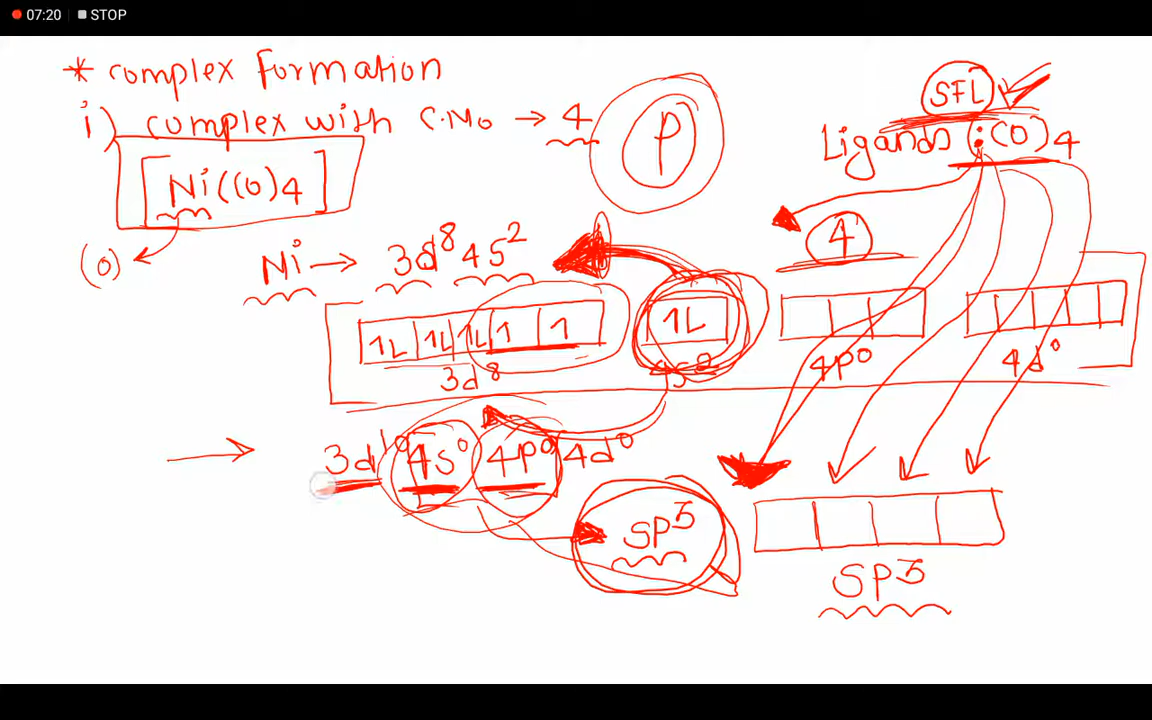 07:20 STOP
* complex formation
i) complex with C.No → 4 P
SFL
Ligands :(O)4
[Ni(CO)4]
4
(0)
Ni → 3d⁸ 4s²
1L 1L 1L 1 1 1L
3d⁸ 4s² 4p⁰ 4d⁰
→ 3d¹⁰ 4s⁰ 4p⁰ 4d⁰
SP3
SP3